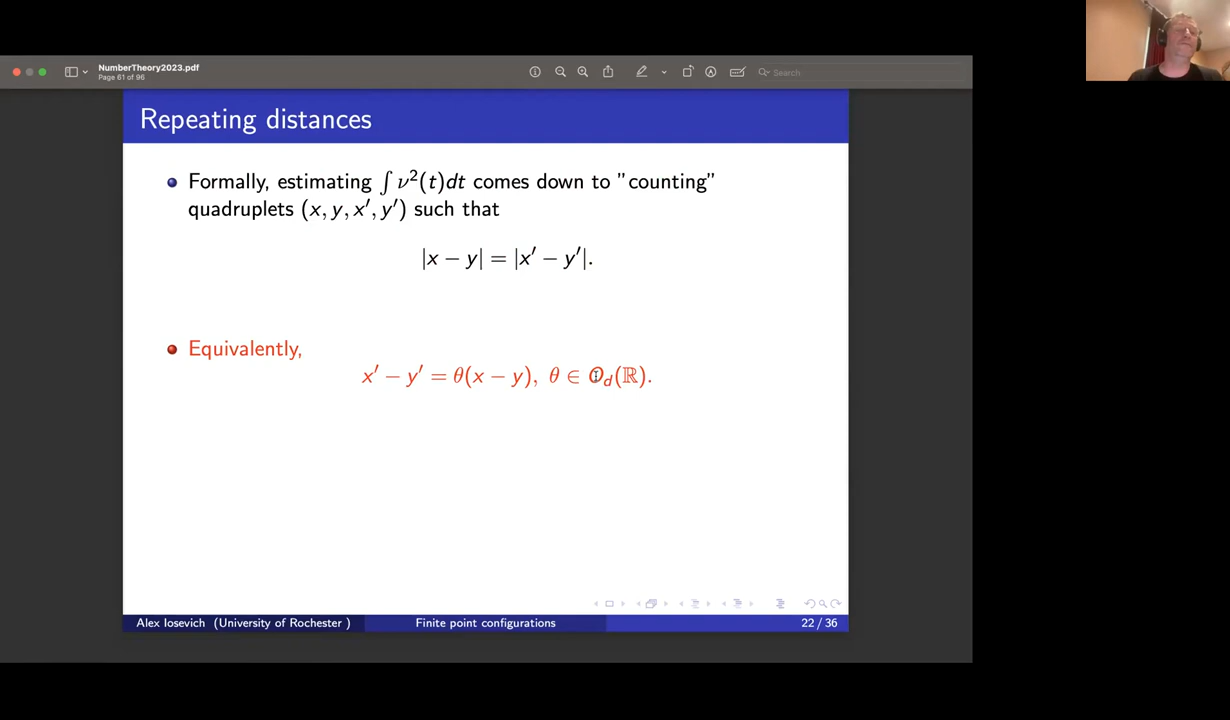 NumberTheory2023.pdf
Page 61 of 96
Search
Repeating distances
Formally, estimating ∫ ν²(t)dt comes down to "counting"
quadruplets (x, y, x′, y′) such that
|x − y| = |x′ − y′|.
Equivalently,
x′ − y′ = θ(x − y), θ ∈ O_d(ℝ).
Alex Iosevich (University of Rochester ) Finite point configurations 22 / 36